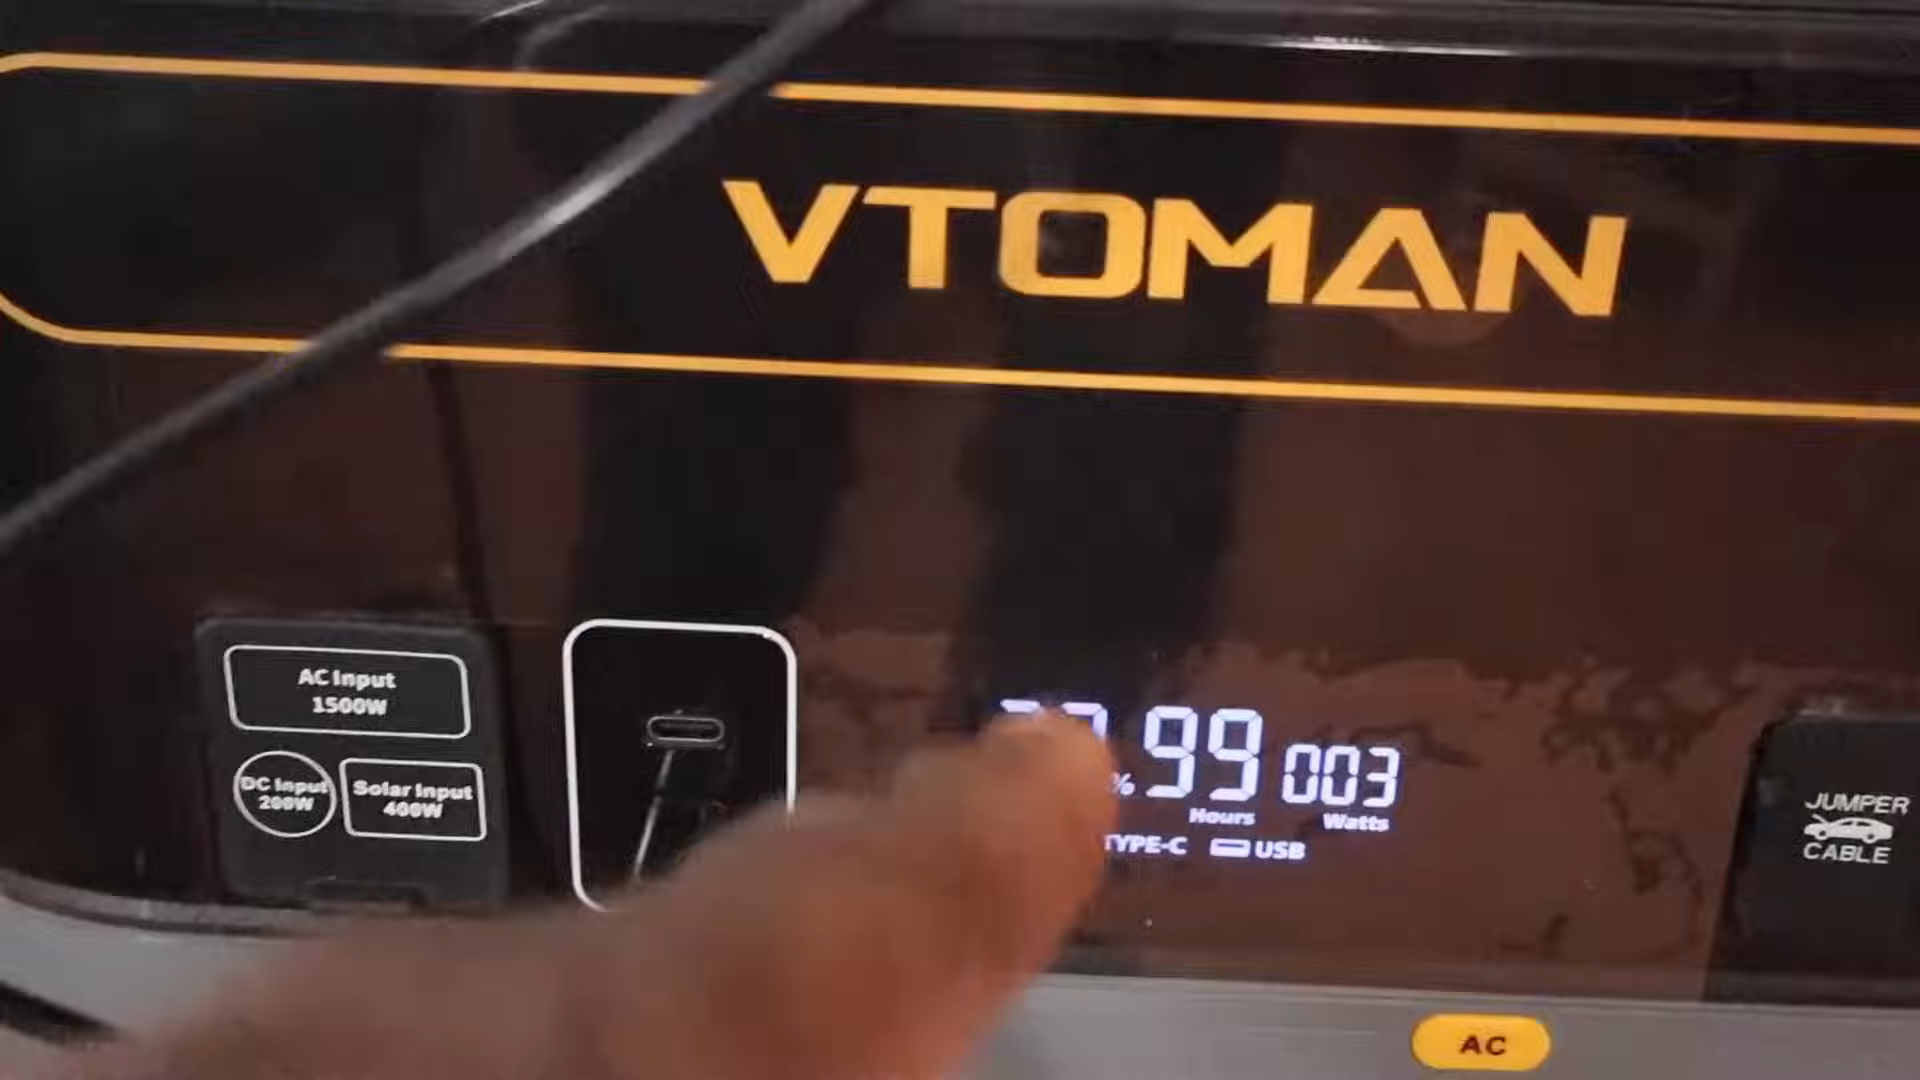 VTOMAN
AC Input
1500W
DC Input
200W
Solar Input
400W
% 99 003
Hours Watts
TYPE-C USB
JUMPER
CABLE
AC